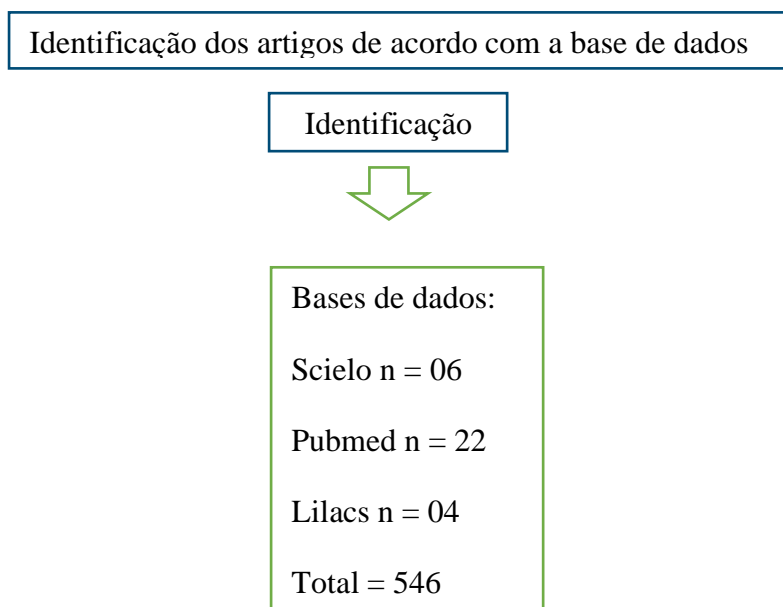 Identificação dos artigos de acordo com a base de dados
Identificação
Bases de dados:
Scielo n = 06
Pubmed n = 22
Lilacs n = 04
Total = 546